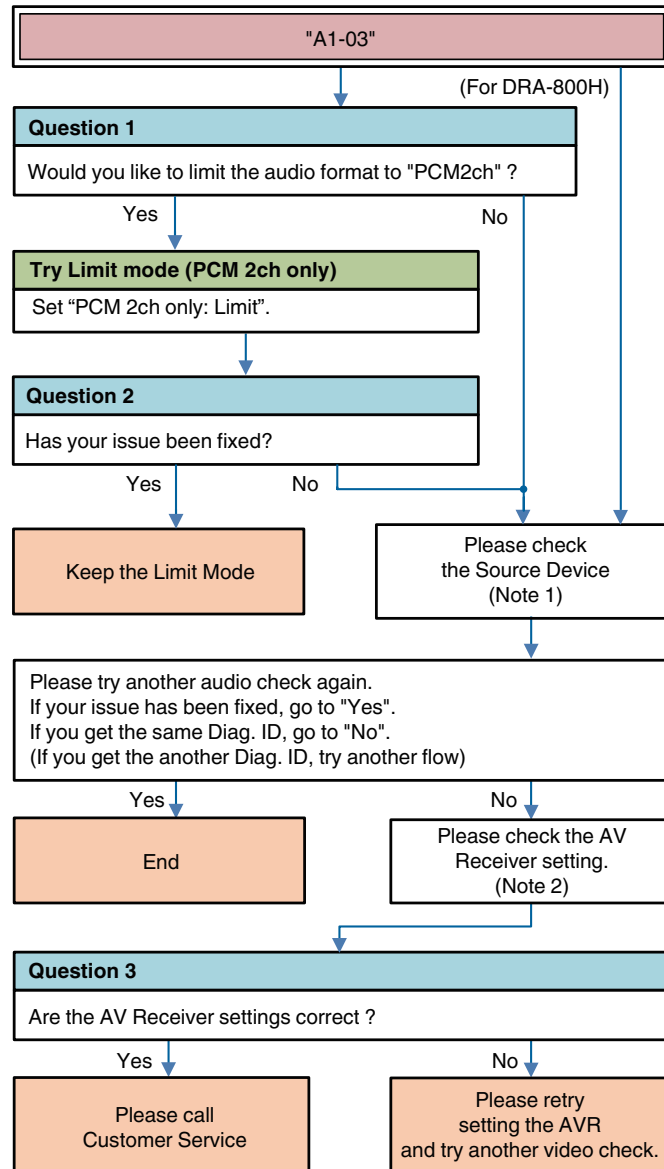 "A1-03"
(For DRA-800H)
Question 1
Would you like to limit the audio format to "PCM2ch" ?
Yes
No
Try Limit mode (PCM 2ch only)
Set “PCM 2ch only: Limit”.
Question 2
Has your issue been fixed?
Yes
No
Keep the Limit Mode
Please check
the Source Device
(Note 1)
Please try another audio check again.
If your issue has been fixed, go to "Yes".
If you get the same Diag. ID, go to "No".
(If you get the another Diag. ID, try another flow)
Yes
No
End
Please check the AV
Receiver setting.
(Note 2)
Question 3
Are the AV Receiver settings correct ?
Yes
No
Please call
Customer Service
Please retry
setting the AVR
and try another video check.